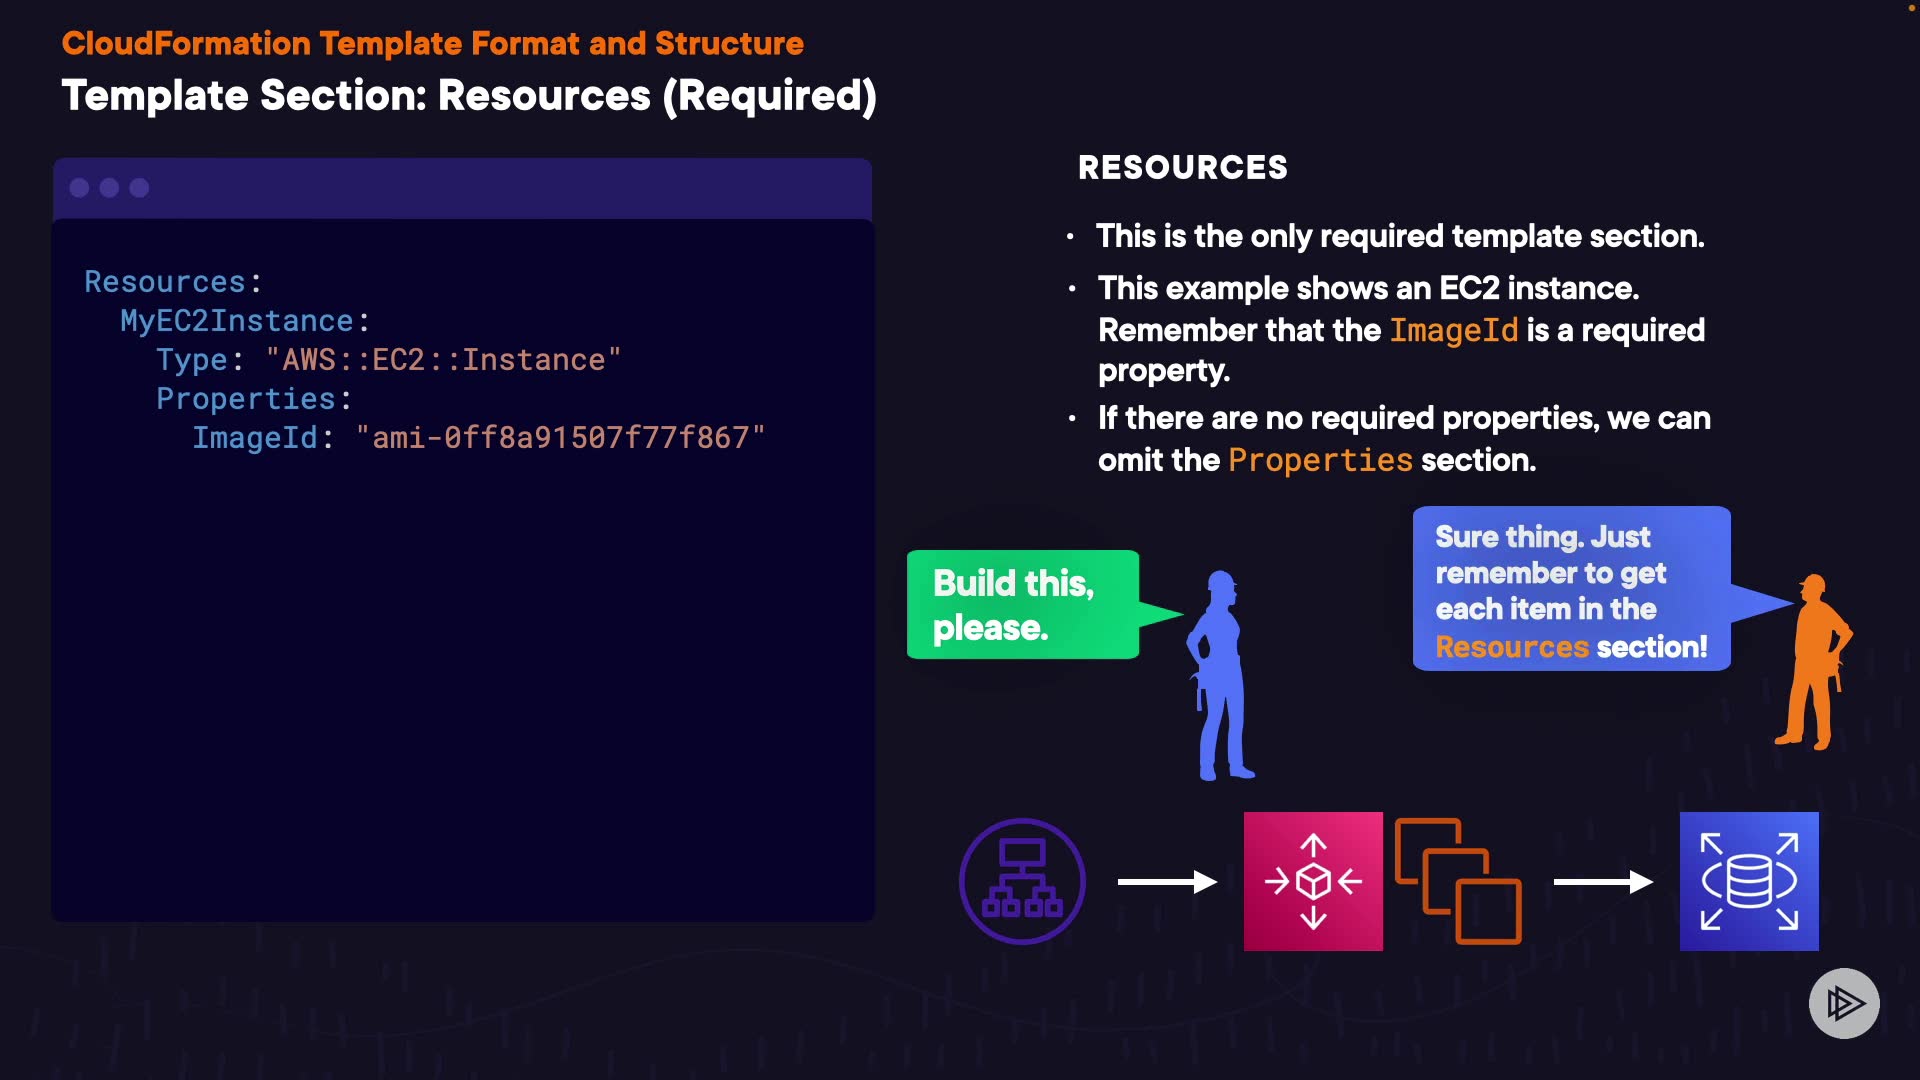 CloudFormation Template Format and Structure
Template Section: Resources (Required)
Resources:
MyEC2Instance:
Type: "AWS::EC2::Instance"
Properties:
ImageId: "ami-0ff8a91507f77f867"
RESOURCES
· This is the only required template section.
· This example shows an EC2 instance.
Remember that the ImageId is a required
property.
· If there are no required properties, we can
omit the Properties section.
Build this,
please.
Sure thing. Just
remember to get
each item in the
Resources section!